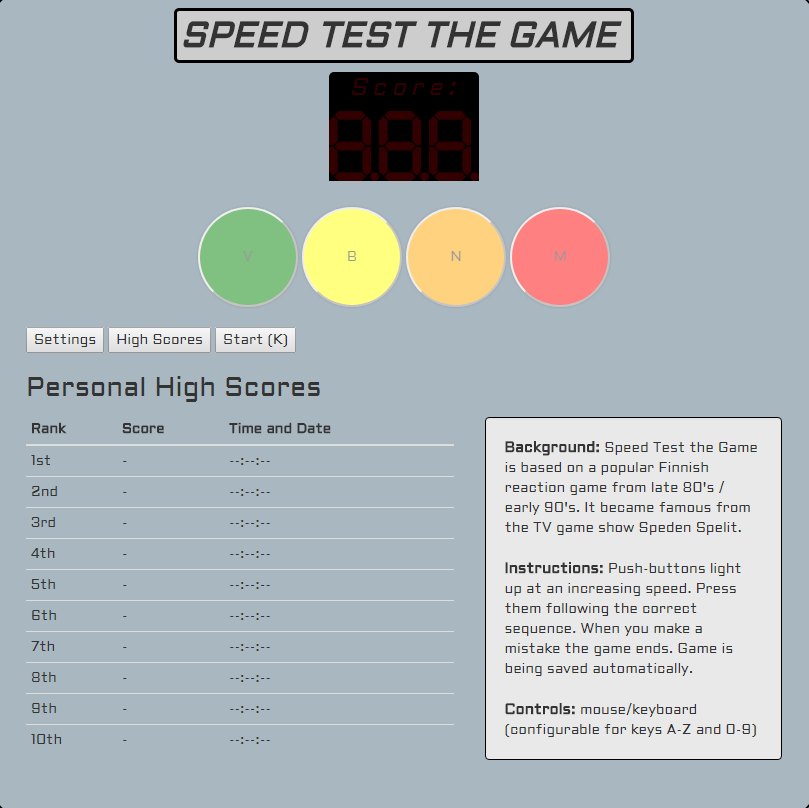 SPEED TEST THE GAME
Score:
8.8.8.
V B N M
Settings High Scores Start (K)
Personal High Scores
Rank Score Time and Date
1st - --:--:--
2nd - --:--:--
3rd - --:--:--
4th - --:--:--
5th - --:--:--
6th - --:--:--
7th - --:--:--
8th - --:--:--
9th - --:--:--
10th - --:--:--
Background: Speed Test the Game
is based on a popular Finnish
reaction game from late 80's /
early 90's. It became famous from
the TV game show Speden Spelit.
Instructions: Push-buttons light
up at an increasing speed. Press
them following the correct
sequence. When you make a
mistake the game ends. Game is
being saved automatically.
Controls: mouse/keyboard
(configurable for keys A-Z and 0-9)